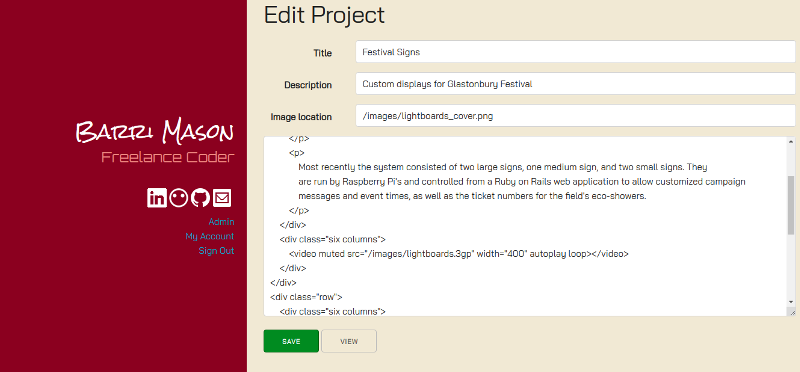 Edit Project
Title
Festival Signs
Description
Custom displays for Glastonbury Festival
Image location
/images/lightboards_cover.png
</p>
<p>
Most recently the system consisted of two large signs, one medium sign, and two small signs. They
are run by Raspberry Pi's and controlled from a Ruby on Rails web application to allow customized campaign
messages and event times, as well as the ticket numbers for the field's eco-showers.
</p>
</div>
<div class="six columns">
<video muted src="/images/lightboards.3gp" width="400" autoplay loop></video>
</div>
</div>
<div class="row">
<div class="six columns">
SAVE
VIEW
Barri Mason
Freelance Coder
in
Admin
My Account
Sign Out